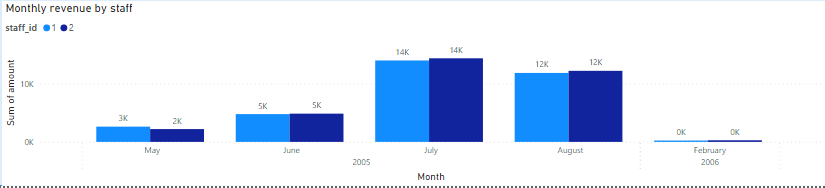 Monthly revenue by staff
staff_id 1 2
Sum of amount
10K
0K
3K
2K
5K
5K
14K
14K
12K
12K
0K
0K
May
June
July
August
February
2005
2006
Month